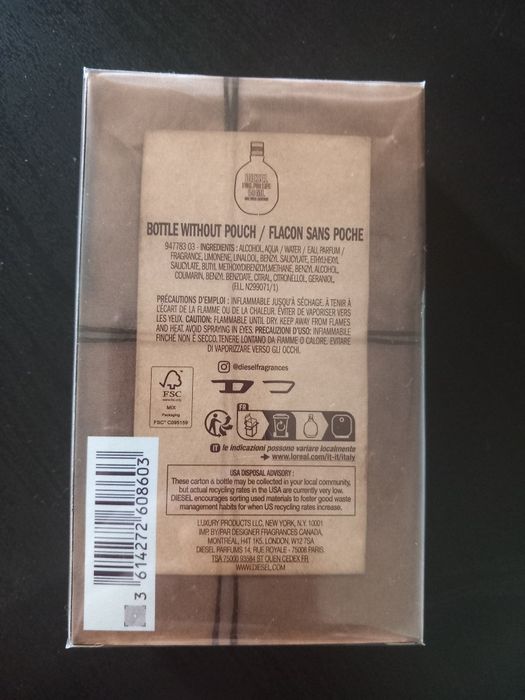 DIESEL
BOTTLE WITHOUT POUCH / FLACON SANS POCHE
947783 03 - INGREDIENTS : ALCOHOL, AQUA / WATER / EAU, PARFUM /
FRAGRANCE, LIMONENE, LINALOOL, BENZYL SALICYLATE, ETHYLHEXYL
SALICYLATE, BUTYL METHOXYDIBENZOYLMETHANE, BENZYL ALCOHOL,
COUMARIN, BENZYL BENZOATE, CITRAL, CITRONELLOL, GERANIOL.
(F.I.L. N299071/1)
PRÉCAUTIONS D'EMPLOI : INFLAMMABLE JUSQU'À SÉCHAGE. À TENIR À
L'ÉCART DE LA FLAMME OU DE LA CHALEUR. ÉVITER DE VAPORISER VERS
LES YEUX. CAUTION: FLAMMABLE UNTIL DRY. KEEP AWAY FROM FLAMES
AND HEAT. AVOID SPRAYING IN EYES. PRECAUZIONI D'USO: INFIAMMABILE
FINCHÉ NON È SECCO. TENERE LONTANO DA FIAMME O CALORE. EVITARE
DI VAPORIZZARE VERSO GLI OCCHI.
@dieselfragrances
FSC
www.fsc.org
MIX
Packaging
FSC® C095159
FR
IT le indicazioni possono variare localmente
www.loreal.com/it-it/italy
USA DISPOSAL ADVISORY :
These carton & bottle may be collected in your local community,
but actual recycling rates in the USA are currently very low.
DIESEL encourages sorting used materials to foster good waste
management habits for when US recycling rates increase.
LUXURY PRODUCTS LLC, NEW YORK, N.Y. 10001
IMP. BY/PAR DESIGNER FRAGRANCES CANADA,
MONTREAL, H4T 1K5. LONDON, W12 7SA
DIESEL PARFUMS 14, RUE ROYALE - 75008 PARIS.
TSA 75000 93584 ST QUEN CEDEX FR
WWW.DIESEL.COM
3 614272 608603